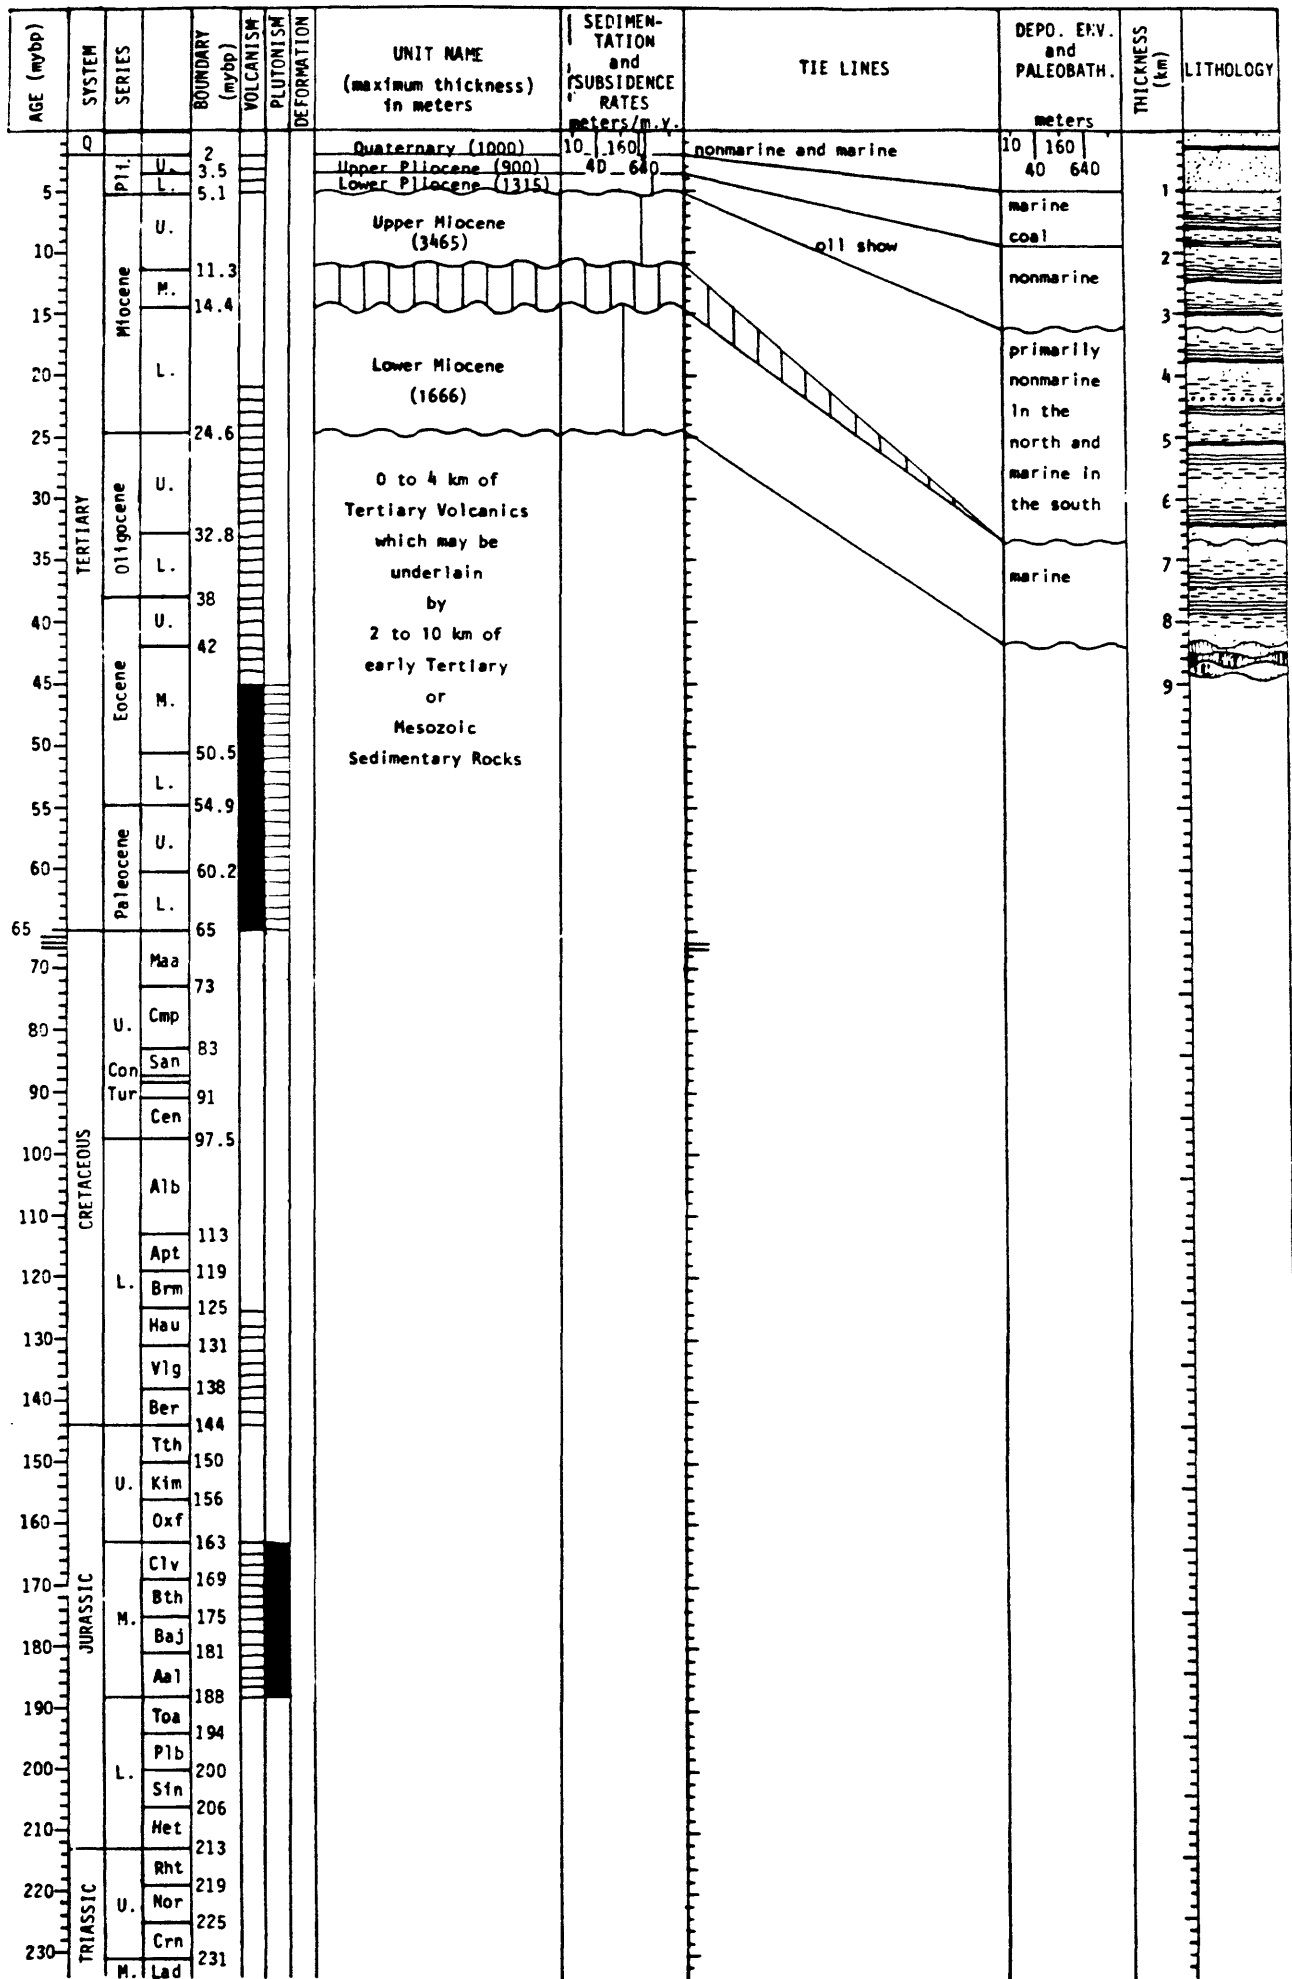 AGE (mybp)
SYSTEM
SERIES
BOUNDARY
(mybp)
VOLCANISM
PLUTONISM
DEFORMATION
UNIT NAME
(maximum thickness)
in meters
SEDIMEN-
TATION
and
SUBSIDENCE
RATES
meters/m.y.
TIE LINES
DEPO. ENV.
and
PALEOBATH.
meters
THICKNESS
(km)
LITHOLOGY
10 160
40 640
10 160
40 640
5
10
15
20
25
30
35
40
45
50
55
60
65
70
80
90
100
110
120
130
140
150
160
170
180
190
200
210
220
230
Q
TERTIARY
CRETACEOUS
JURASSIC
TRIASSIC
Pli.
Miocene
Oligocene
Eocene
Paleocene
U.
Con
Tur
L.
U.
M.
L.
U.
M.
U.
L.
U.
M.
L.
U.
L.
U.
M.
L.
U.
L.
Maa
Cmp
San
Cen
Alb
Apt
Brm
Hau
Vlg
Ber
Tth
Kim
Oxf
Clv
Bth
Baj
Aal
Toa
Plb
Sin
Het
Rht
Nor
Crn
Lad
2
3.5
5.1
11.3
14.4
24.6
32.8
38
42
50.5
54.9
60.2
65
73
83
91
97.5
113
119
125
131
138
144
150
156
163
169
175
181
188
194
200
206
213
219
225
231
Quaternary (1000)
Upper Pliocene (900)
Lower Pliocene (1315)
Upper Miocene
(3465)
Lower Miocene
(1666)
0 to 4 km of
Tertiary Volcanics
which may be
underlain
by
2 to 10 km of
early Tertiary
or
Mesozoic
Sedimentary Rocks
nonmarine and marine
oil show
marine
coal
nonmarine
primarily
nonmarine
in the
north and
marine in
the south
marine
1
2
3
4
5
6
7
8
9